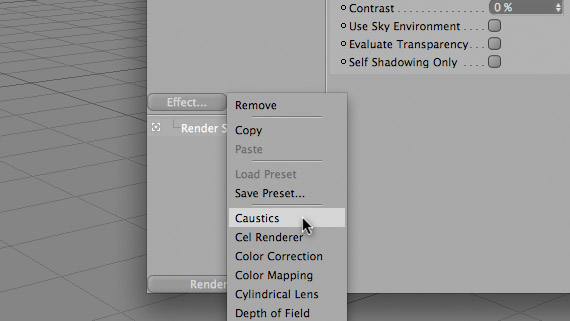 Contrast . . . . . . . . . . . . . 0 %
Use Sky Environment . . . .
Evaluate Transparency. . . .
Self Shadowing Only . . . .
Effect...
Remove
Render S
Copy
Paste
Load Preset
Save Preset...
Caustics
Cel Renderer
Color Correction
Color Mapping
Render
Cylindrical Lens
Depth of Field